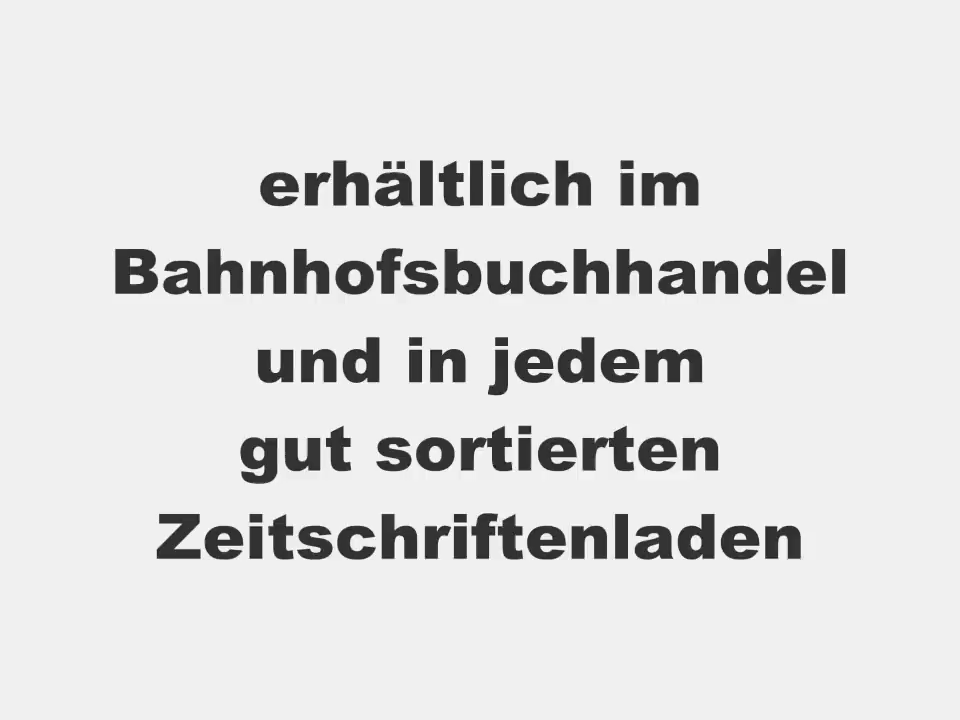 erhältlich im
Bahnhofsbuchhandel
und in jedem
gut sortierten
Zeitschriftenladen